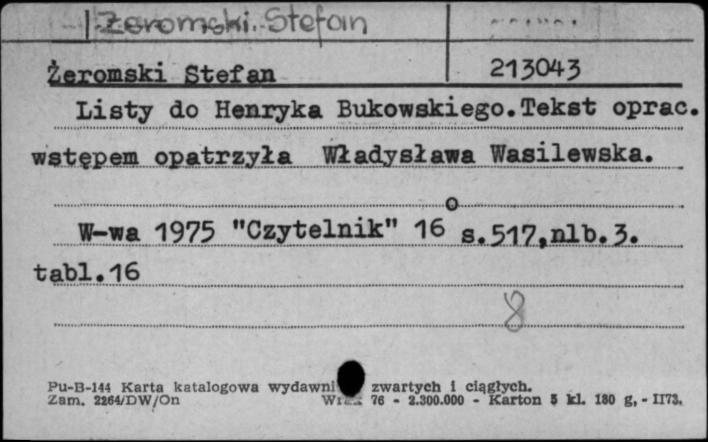 Żeromski. Stefan
Żeromski Stefan 213043
Listy do Henryka Bukowskiego.Tekst oprac.
wstępem opatrzyła Władysława Wasilewska.
W-wa 1975 "Czytelnik" 16o s.517,nlb.3.
tabl.16
8
Pu-B-144 Karta katalogowa wydawni zwartych i ciągłych.
Zam. 2264/DW/On 76 - 2.300.000 - Karton 5 kl. 180 g, - II73.